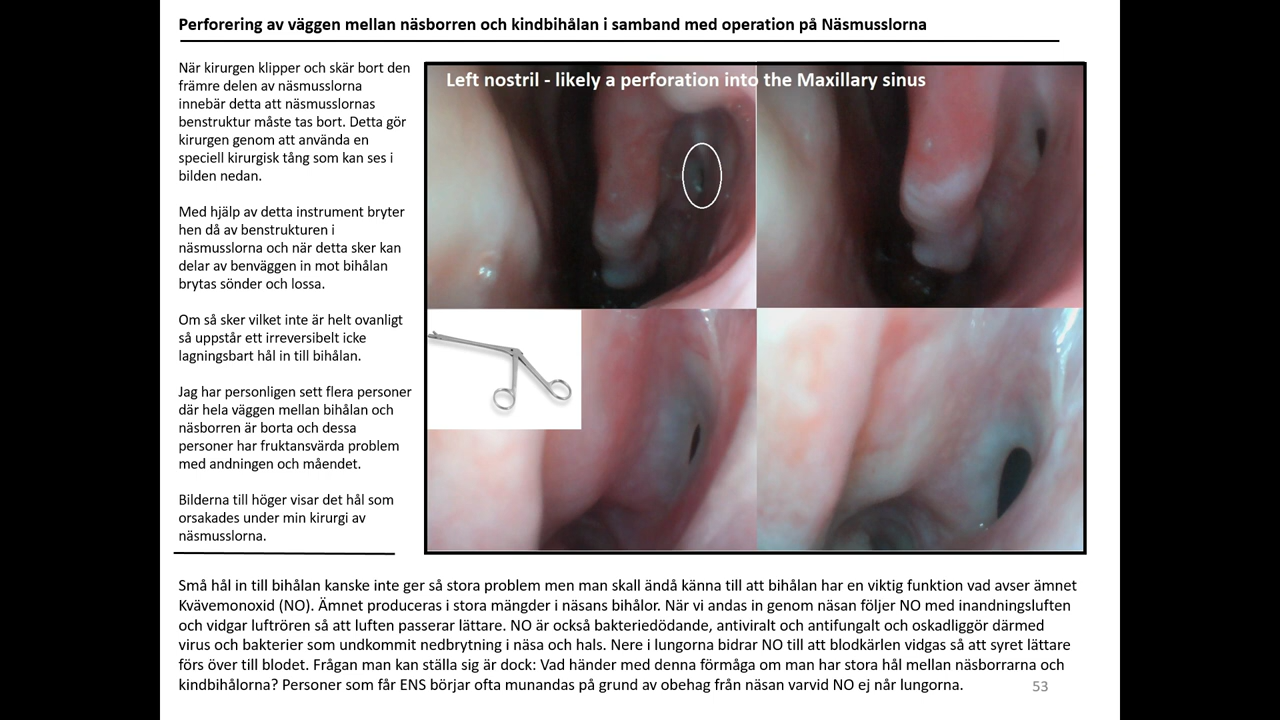 Perforering av väggen mellan näsborren och kindbihålan i samband med operation på Näsmusslorna
När kirurgen klipper och skär bort den
främre delen av näsmusslorna
innebär detta att näsmusslornas
benstruktur måste tas bort. Detta gör
kirurgen genom att använda en
speciell kirurgisk tång som kan ses i
bilden nedan.
Med hjälp av detta instrument bryter
hen då av benstrukturen i
näsmusslorna och när detta sker kan
delar av benväggen in mot bihålan
brytas sönder och lossa.
Om så sker vilket inte är helt ovanligt
så uppstår ett irreversibelt icke
lagningsbart hål in till bihålan.
Jag har personligen sett flera personer
där hela väggen mellan bihålan och
näsborren är borta och dessa
personer har fruktansvärda problem
med andningen och måendet.
Bilderna till höger visar det hål som
orsakades under min kirurgi av
näsmusslorna.
Left nostril - likely a perforation into the Maxillary sinus
Små hål in till bihålan kanske inte ger så stora problem men man skall ändå känna till att bihålan har en viktig funktion vad avser ämnet
Kvävemonoxid (NO). Ämnet produceras i stora mängder i näsans bihålor. När vi andas in genom näsan följer NO med inandningsluften
och vidgar luftrören så att luften passerar lättare. NO är också bakteriedödande, antiviralt och antifungalt och oskadliggör därmed
virus och bakterier som undkommit nedbrytning i näsa och hals. Nere i lungorna bidrar NO till att blodkärlen vidgas så att syret lättare
förs över till blodet. Frågan man kan ställa sig är dock: Vad händer med denna förmåga om man har stora hål mellan näsborrarna och
kindbihålorna? Personer som får ENS börjar ofta munandas på grund av obehag från näsan varvid NO ej når lungorna.
53